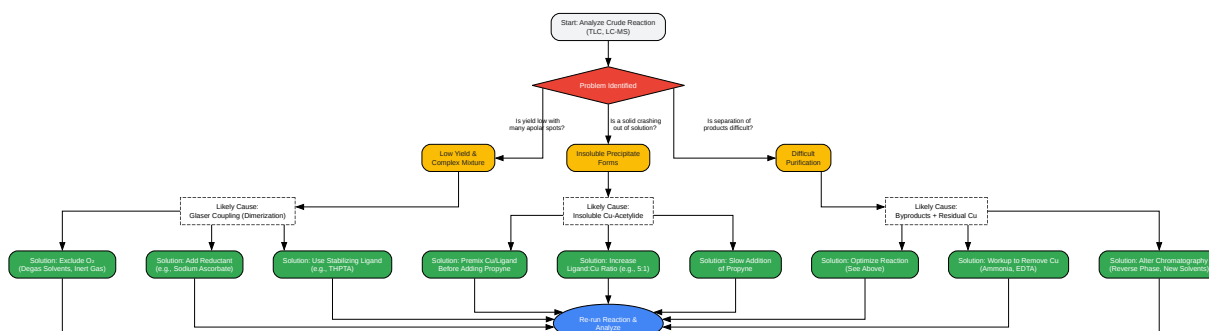 Start: Analyze Crude Reaction
(TLC, LC-MS)
Problem Identified
Is yield low with
many apolar spots?
Is a solid crashing
out of solution?
Is separation of
products difficult?
Low Yield &
Complex Mixture
Insoluble Precipitate
Forms
Difficult
Purification
Likely Cause:
Glaser Coupling (Dimerization)
Likely Cause:
Insoluble Cu-Acetylide
Likely Cause:
Byproducts + Residual Cu
Solution: Exclude O₂
(Degas Solvents, Inert Gas)
Solution: Add Reductant
(e.g., Sodium Ascorbate)
Solution: Use Stabilizing Ligand
(e.g., THPTA)
Solution: Premix Cu/Ligand
Before Adding Propyne
Solution: Increase
Ligand:Cu Ratio (e.g., 5:1)
Solution: Slow Addition
of Propyne
Solution: Optimize Reaction
(See Above)
Solution: Workup to Remove Cu
(Ammonia, EDTA)
Solution: Alter Chromatography
(Reverse Phase, New Solvents)
Re-run Reaction &
Analyze